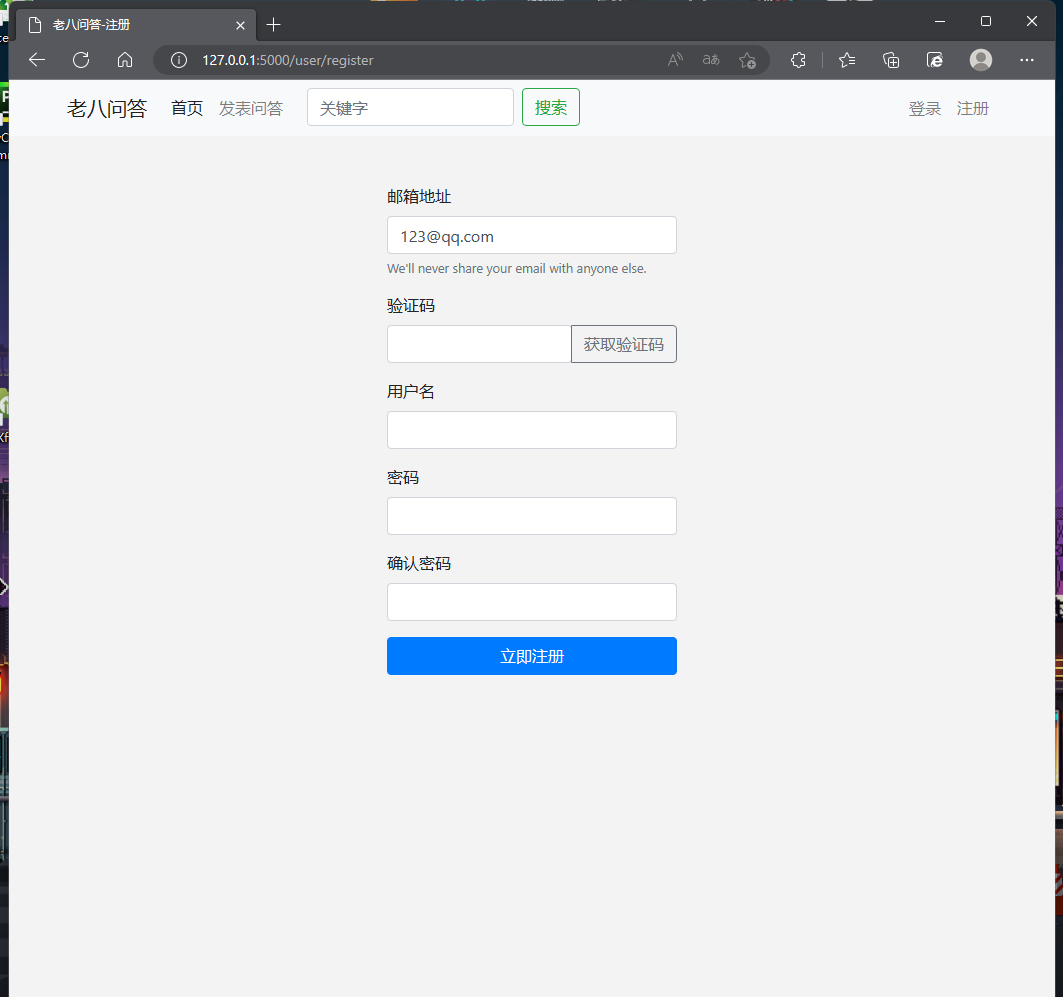 老八问答-注册
127.0.0.1:5000/user/register
老八问答 首页 发表问答 关键字 搜索 登录 注册
邮箱地址
123@qq.com
We'll never share your email with anyone else.
验证码
获取验证码
用户名
密码
确认密码
立即注册